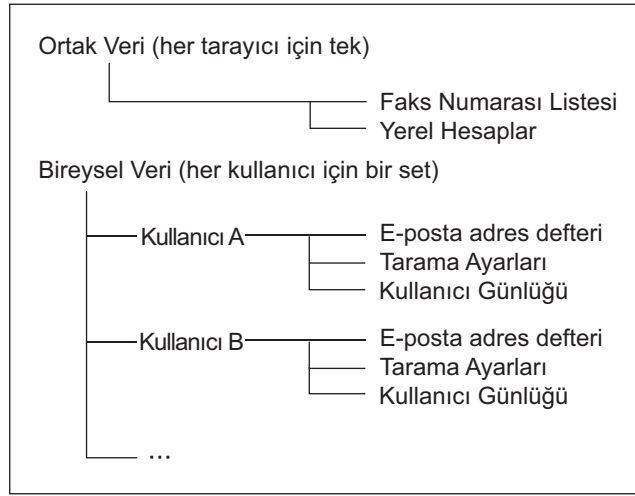 Ortak Veri (her tarayıcı için tek)
Faks Numarası Listesi
Yerel Hesaplar
Bireysel Veri (her kullanıcı için bir set)
Kullanıcı A E-posta adres defteri
Tarama Ayarları
Kullanıcı Günlüğü
Kullanıcı B E-posta adres defteri
Tarama Ayarları
Kullanıcı Günlüğü
...